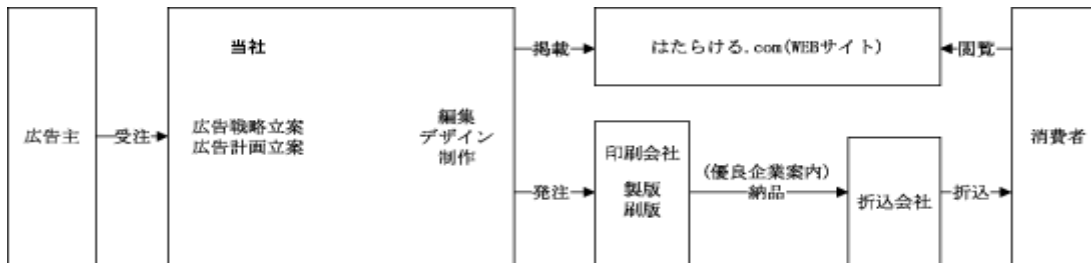 広告主
受注
当社
広告戦略立案
広告計画立案
編集
デザイン
制作
掲載
はたらける.com(WEBサイト)
閲覧
発注
印刷会社
製版
刷版
(優良企業案内)
納品
折込会社
折込
消費者